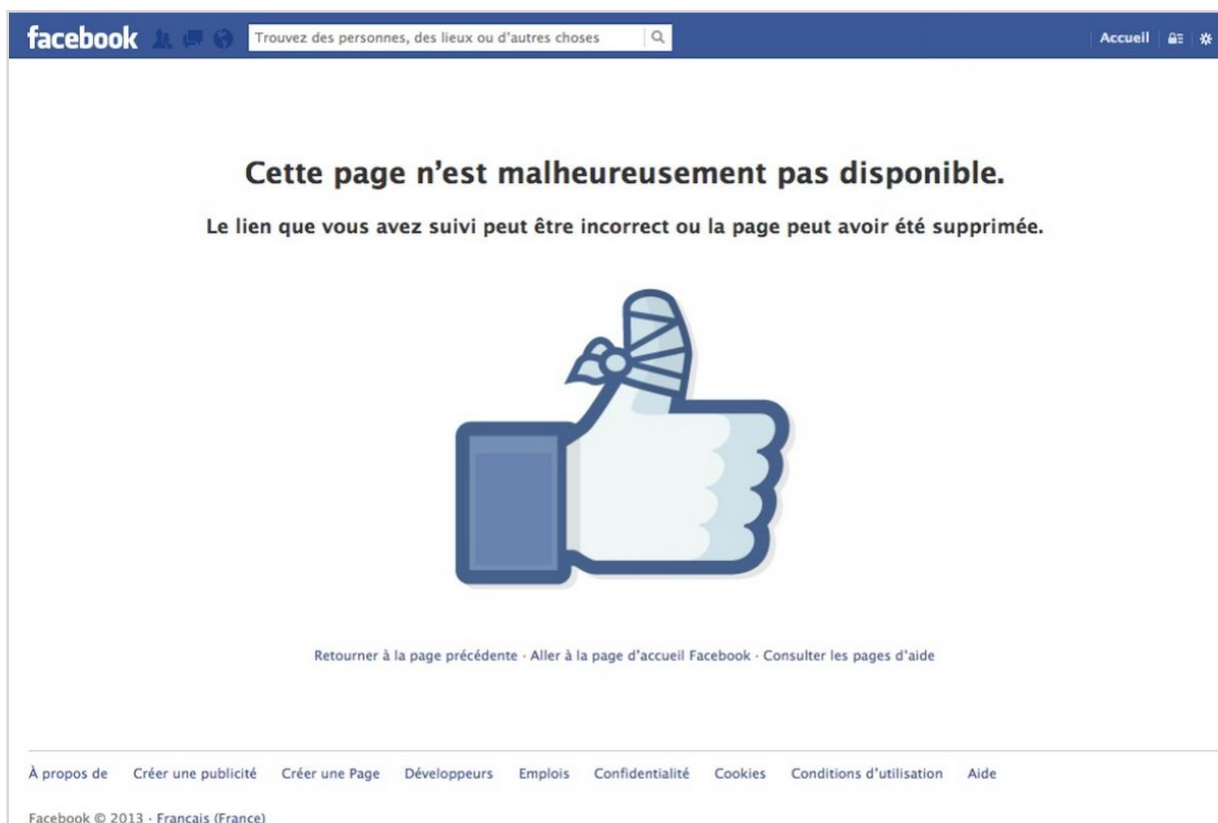 facebook Trouvez des personnes, des lieux ou d'autres choses Accueil
Cette page n'est malheureusement pas disponible.
Le lien que vous avez suivi peut être incorrect ou la page peut avoir été supprimée.
Retourner à la page précédente · Aller à la page d'accueil Facebook · Consulter les pages d'aide
À propos de Créer une publicité Créer une Page Développeurs Emplois Confidentialité Cookies Conditions d'utilisation Aide
Facebook © 2013 · Français (France)